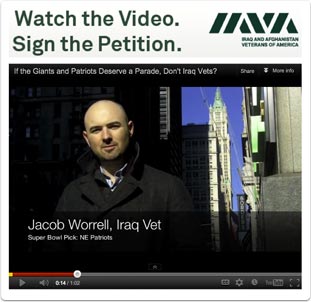 Watch the Video.
Sign the Petition.
IAVA
IRAQ AND AFGHANISTAN
VETERANS OF AMERICA
If the Giants and Patriots Deserve a Parade, Don't Iraq Vets?
Share
More info
Jacob Worrell, Iraq Vet
Super Bowl Pick: NE Patriots
0:14 / 1:02